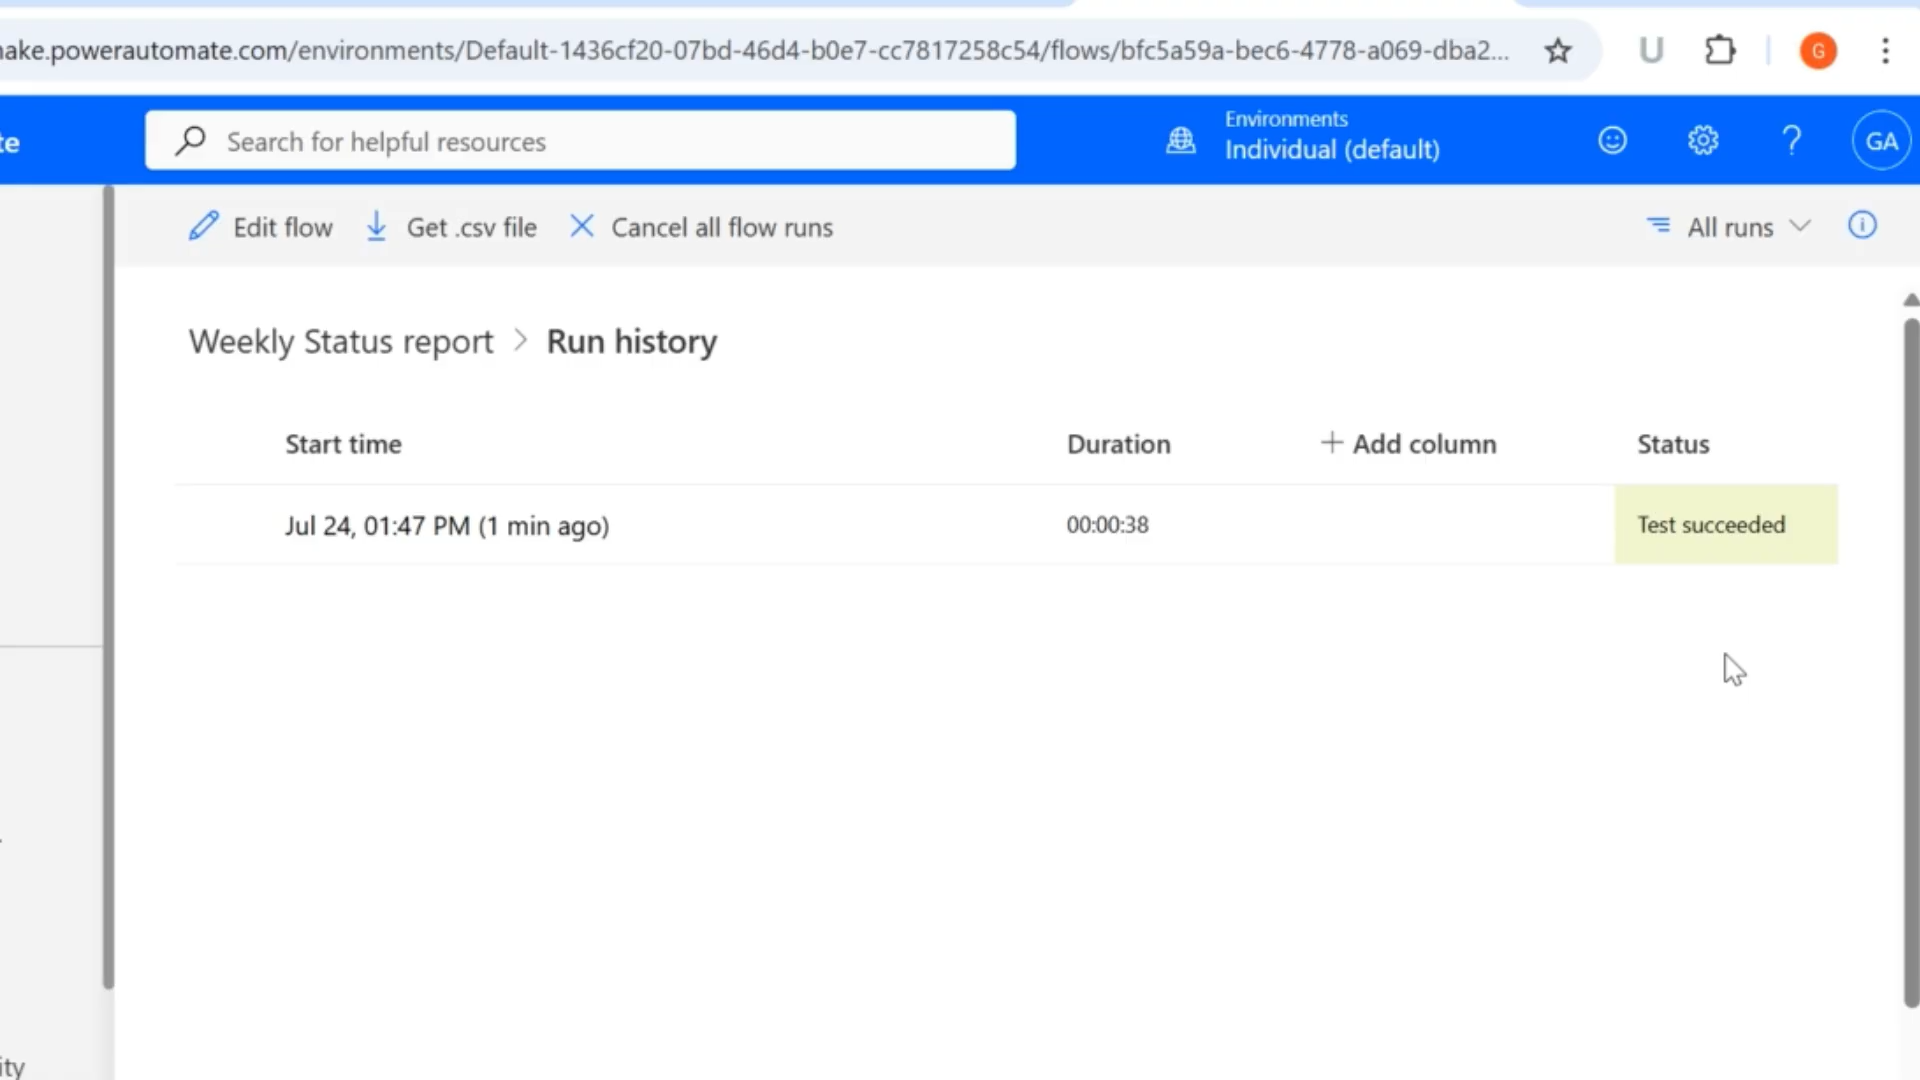 ake.powerautomate.com/environments/Default-1436cf20-07bd-46d4-b0e7-cc7817258c54/flows/bfc5a59a-bec6-4778-a069-dba2...
U
G
te
Search for helpful resources
Environments
Individual (default)
?
GA
Edit flow
Get .csv file
Cancel all flow runs
All runs
Weekly Status report > Run history
Start time
Duration
+ Add column
Status
Jul 24, 01:47 PM (1 min ago)
00:00:38
Test succeeded
ity